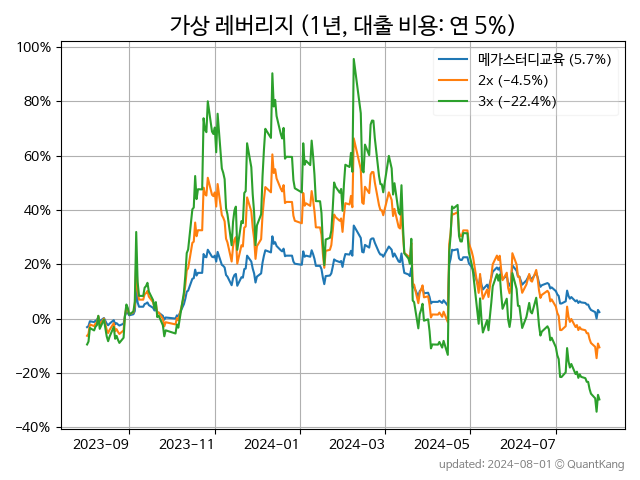 가상 레버리지 (1년, 대출 비용: 연 5%)
메가스터디교육 (5.7%)
2x (−4.5%)
3x (−22.4%)
100%
80%
60%
40%
20%
0%
−20%
−40%
2023-09
2023-11
2024-01
2024-03
2024-05
2024-07
updated: 2024-08-01 © QuantKang